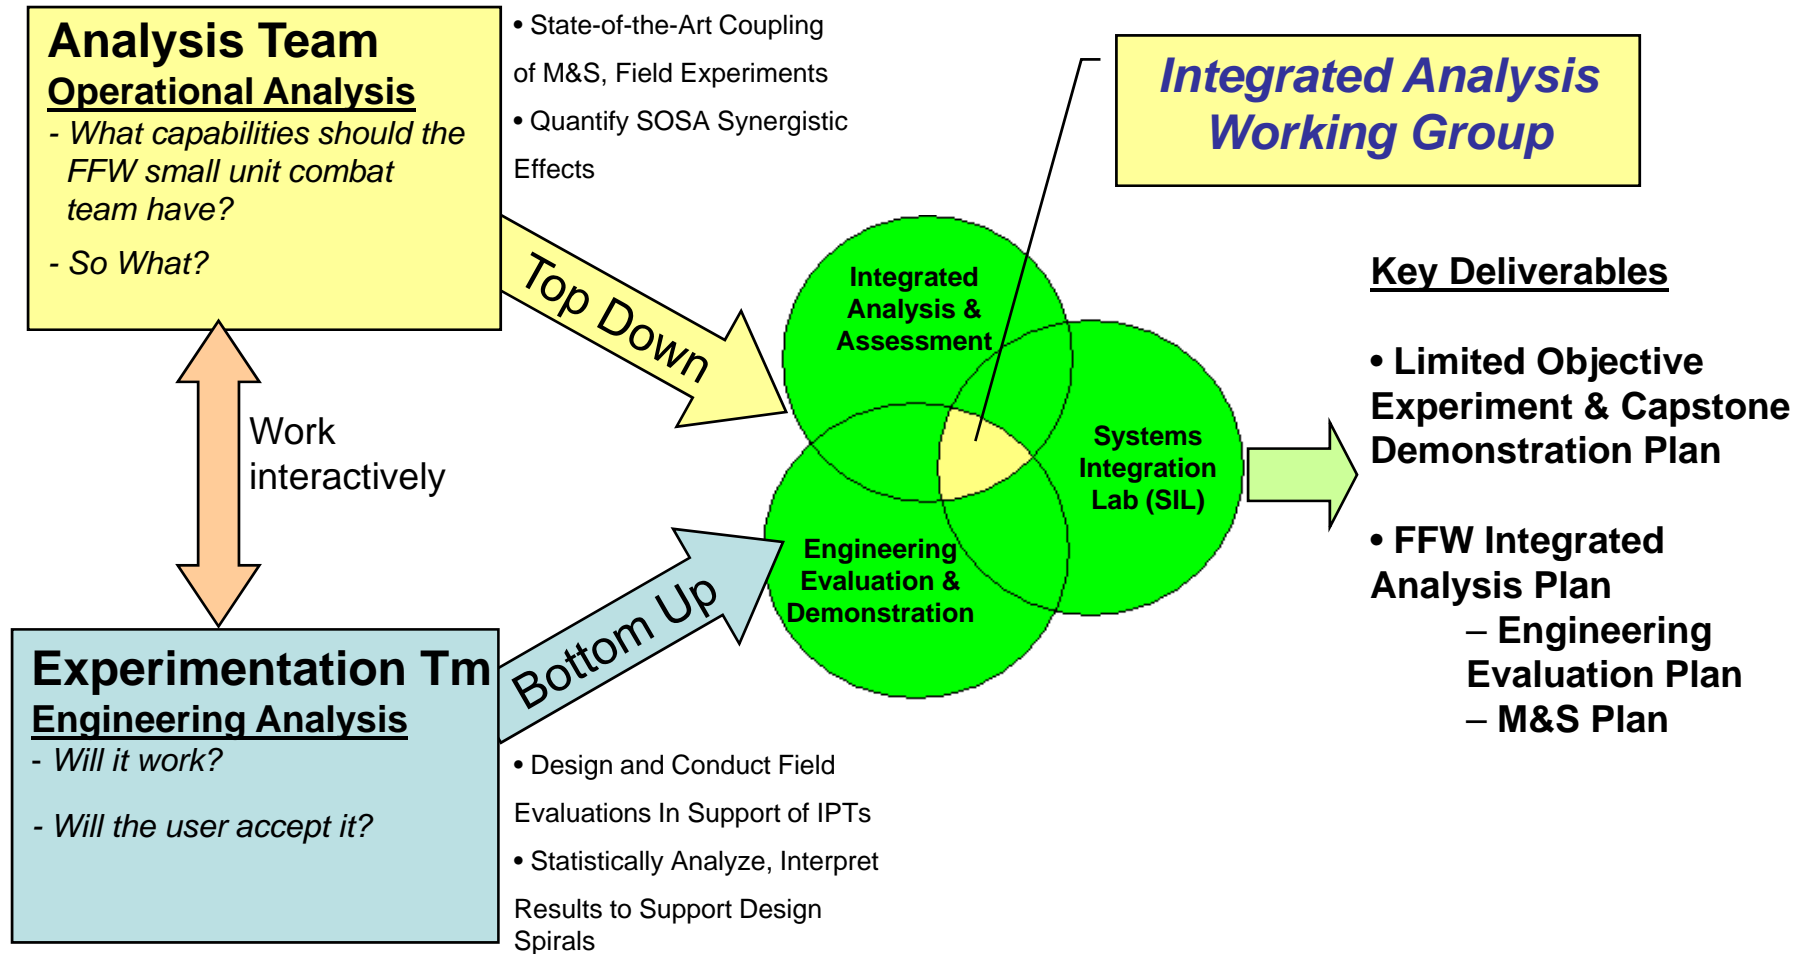 Analysis Team
Operational Analysis
- What capabilities should the
FFW small unit combat
team have?
- So What?
• State-of-the-Art Coupling
of M&S, Field Experiments
• Quantify SOSA Synergistic
Effects
Integrated Analysis
Working Group
Top Down
Work
interactively
Integrated
Analysis &
Assessment
Systems
Integration
Lab (SIL)
Engineering
Evaluation &
Demonstration
Key Deliverables
• Limited Objective
Experiment & Capstone
Demonstration Plan
• FFW Integrated
Analysis Plan
– Engineering
Evaluation Plan
– M&S Plan
Bottom Up
Experimentation Tm
Engineering Analysis
- Will it work?
- Will the user accept it?
• Design and Conduct Field
Evaluations In Support of IPTs
• Statistically Analyze, Interpret
Results to Support Design
Spirals